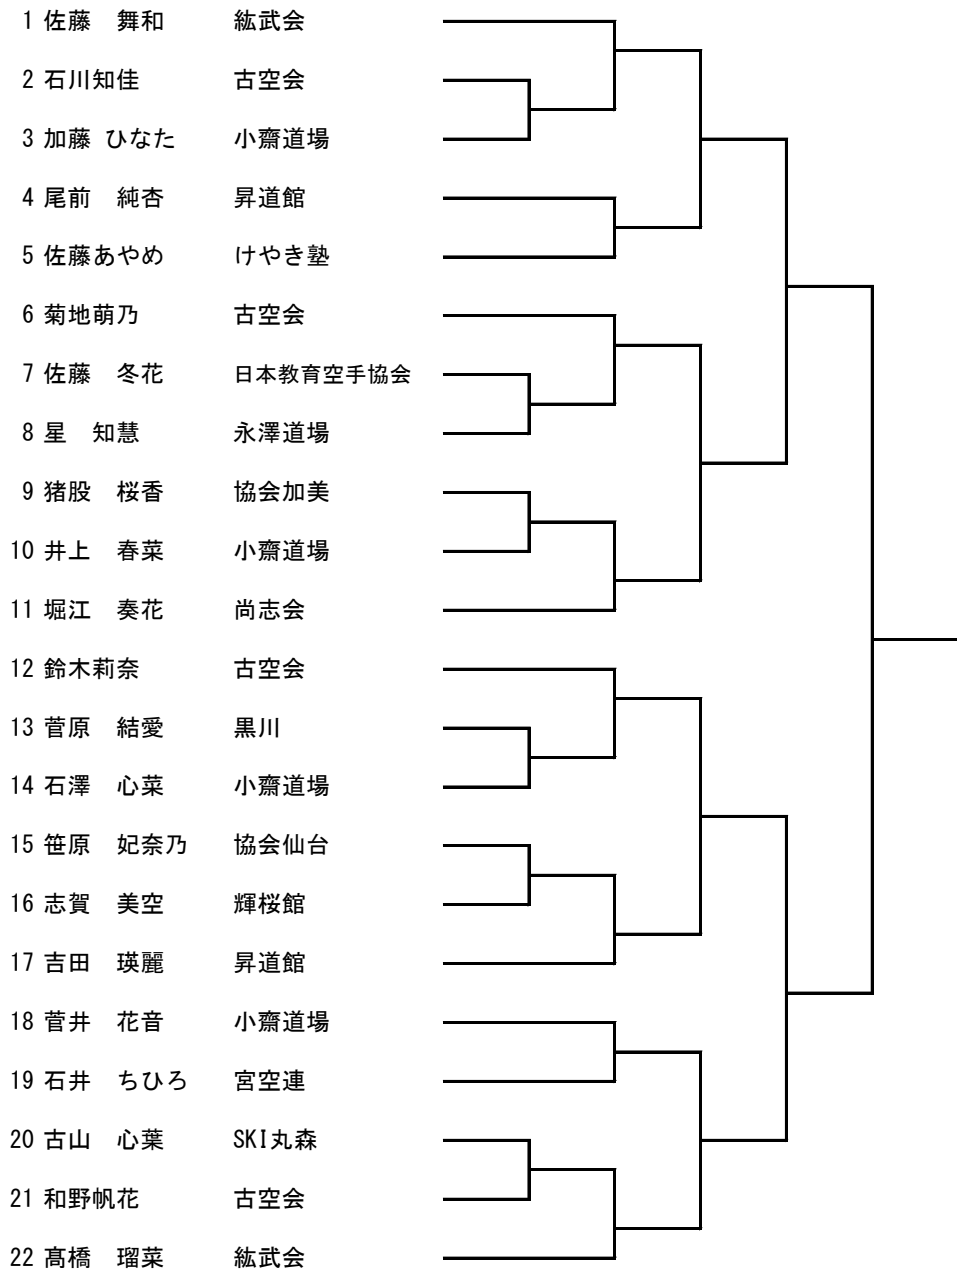 1 佐藤　舞和 紘武会
2 石川知佳 古空会
3 加藤 ひなた 小齋道場
4 尾前　純杏 昇道館
5 佐藤あやめ けやき塾
6 菊地萌乃 古空会
7 佐藤　冬花 日本教育空手協会
8 星　知慧 永澤道場
9 猪股　桜香 協会加美
10 井上　春菜 小齋道場
11 堀江　奏花 尚志会
12 鈴木莉奈 古空会
13 菅原　結愛 黒川
14 石澤　心菜 小齋道場
15 笹原　妃奈乃 協会仙台
16 志賀　美空 輝桜館
17 吉田　瑛麗 昇道館
18 菅井　花音 小齋道場
19 石井　ちひろ 宮空連
20 古山　心葉 SKI丸森
21 和野帆花 古空会
22 髙橋　瑠菜 紘武会